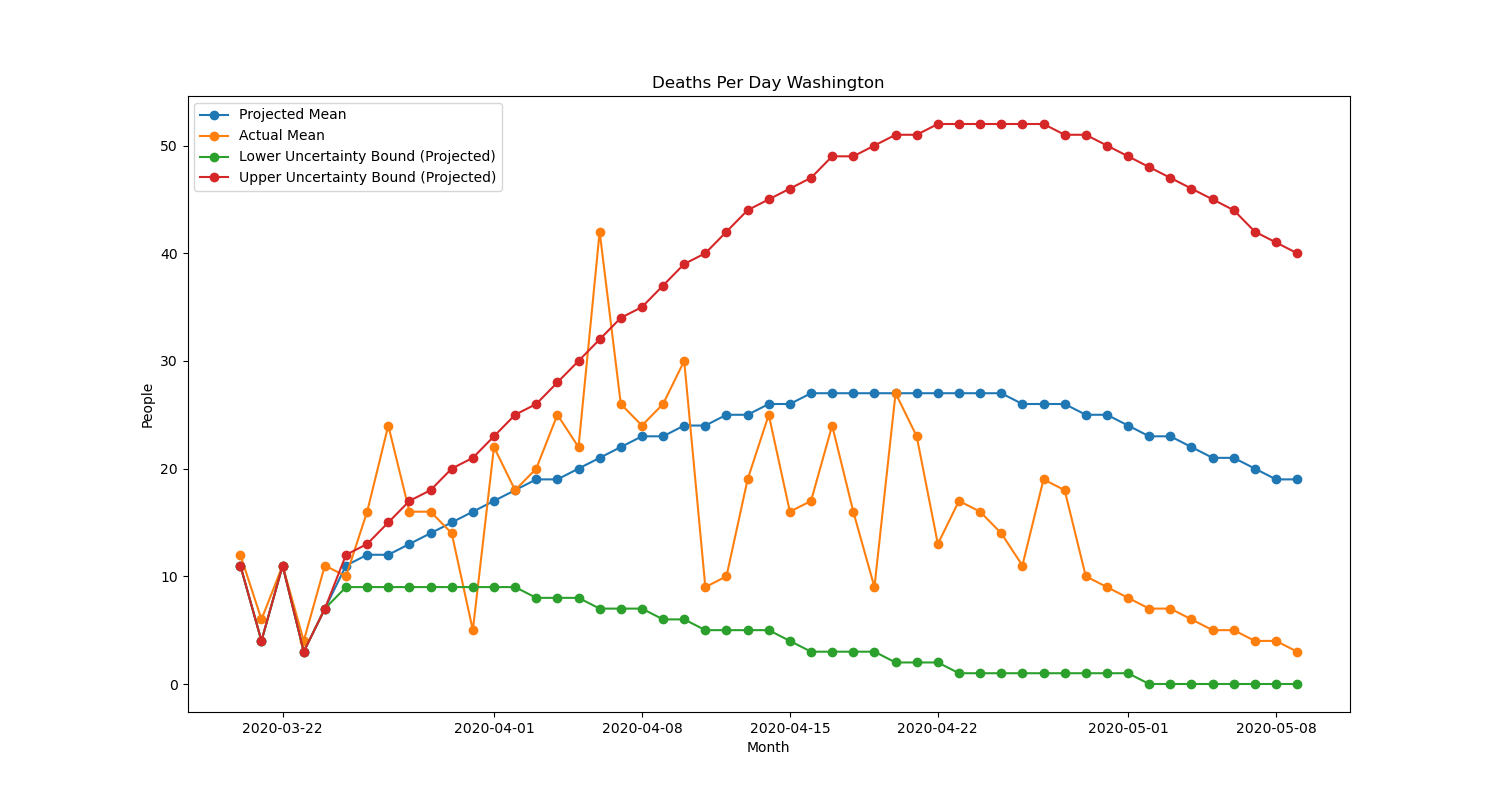 Deaths Per Day Washington
Projected Mean
Actual Mean
Lower Uncertainty Bound (Projected)
Upper Uncertainty Bound (Projected)
People
50
40
30
20
10
0
2020-03-22 2020-04-01 2020-04-08 2020-04-15 2020-04-22 2020-05-01 2020-05-08
Month